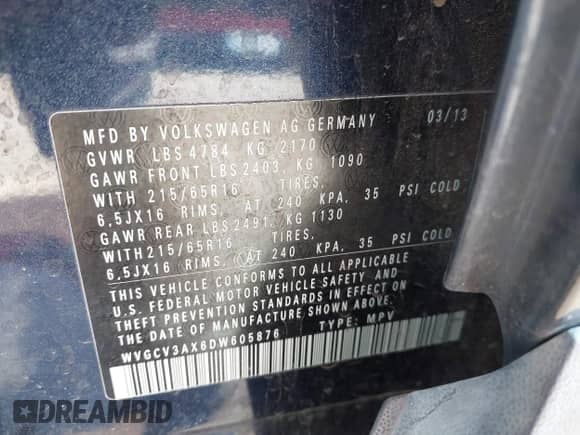 MFD BY VOLKSWAGEN AG GERMANY 03/13
GVWR LBS 4784 KG 2170
GAWR FRONT LBS 2403, KG 1090
WITH 215/65R16 TIRES,
6,5JX16 RIMS, AT 240 KPA, 35 PSI COLD
GAWR REAR LBS 2491, KG 1130
WITH 215/65R16 TIRES,
6,5JX16 RIMS, AT 240 KPA, 35 PSI COLD
THIS VEHICLE CONFORMS TO ALL APPLICABLE
U.S. FEDERAL MOTOR VEHICLE SAFETY AND
THEFT PREVENTION STANDARDS IN EFFECT ON
THE DATE OF MANUFACTURE SHOWN ABOVE.
WVGCV3AX6DW605876 TYPE: MPV
DREAMBID